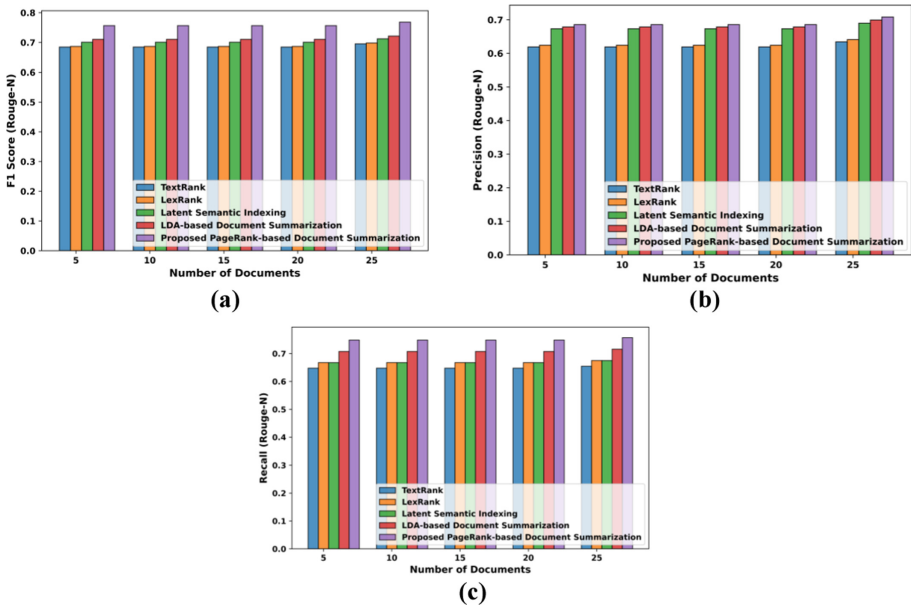 0.8
0.7
0.6
0.5
0.4
0.3
0.2
0.1
0.0
F1 Score (Rouge-N)
TextRank
LexRank
Latent Semantic Indexing
LDA-based Document Summarization
Proposed PageRank-based Document Summarization
5 10 15 20 25
Number of Documents
(a)
0.7
0.6
0.5
0.4
0.3
0.2
0.1
0.0
Precision (Rouge-N)
TextRank
LexRank
Latent Semantic Indexing
LDA-based Document Summarization
Proposed PageRank-based Document Summarization
5 10 15 20 25
Number of Documents
(b)
0.7
0.6
0.5
0.4
0.3
0.2
0.1
0.0
Recall (Rouge-N)
TextRank
LexRank
Latent Semantic Indexing
LDA-based Document Summarization
Proposed PageRank-based Document Summarization
5 10 15 20 25
Number of Documents
(c)